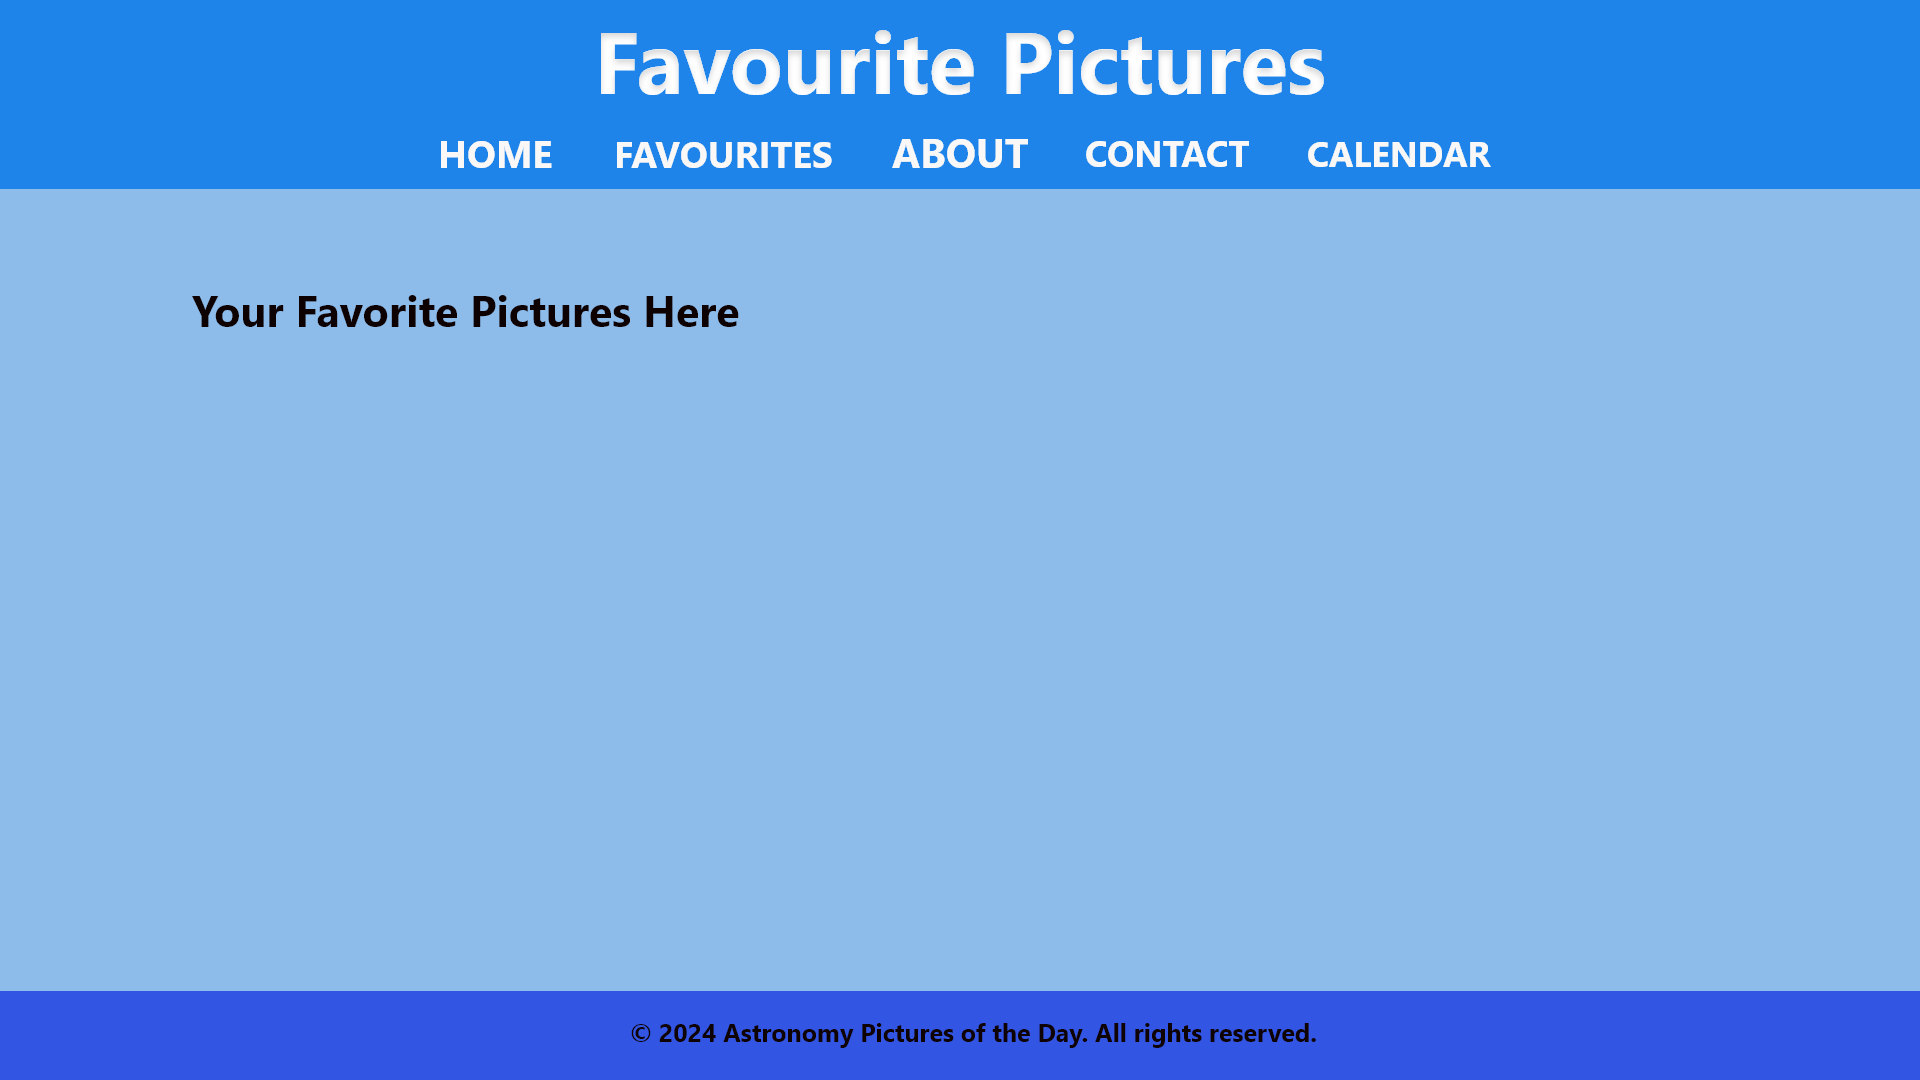 Favourite Pictures
HOME FAVOURITES ABOUT CONTACT CALENDAR
Your Favorite Pictures Here
© 2024 Astronomy Pictures of the Day. All rights reserved.